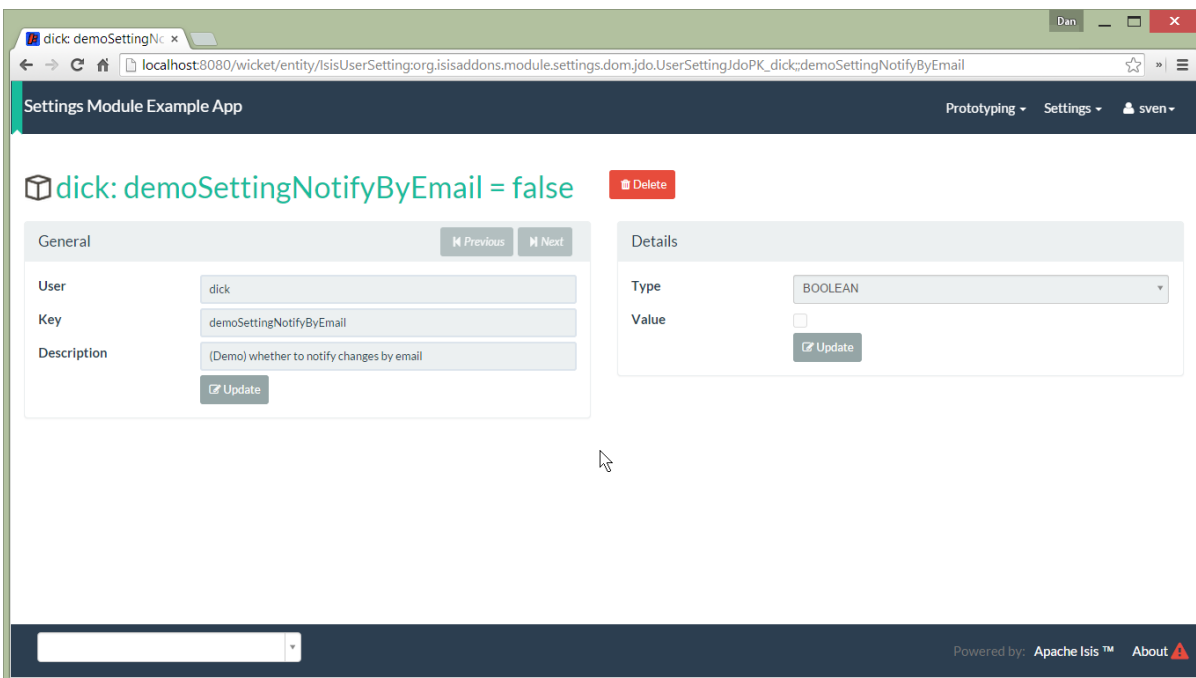 Dan
dick: demoSettingNo
localhost:8080/wicket/entity/IsisUserSetting:org.isisaddons.module.settings.dom.jdo.UserSettingJdoPK_dick;;demoSettingNotifyByEmail
Settings Module Example App
Prototyping Settings sven
dick: demoSettingNotifyByEmail = false
Delete
General
Previous Next
User dick
Key demoSettingNotifyByEmail
Description (Demo) whether to notify changes by email
Update
Details
Type BOOLEAN
Value
Update
Powered by: Apache Isis ™ About